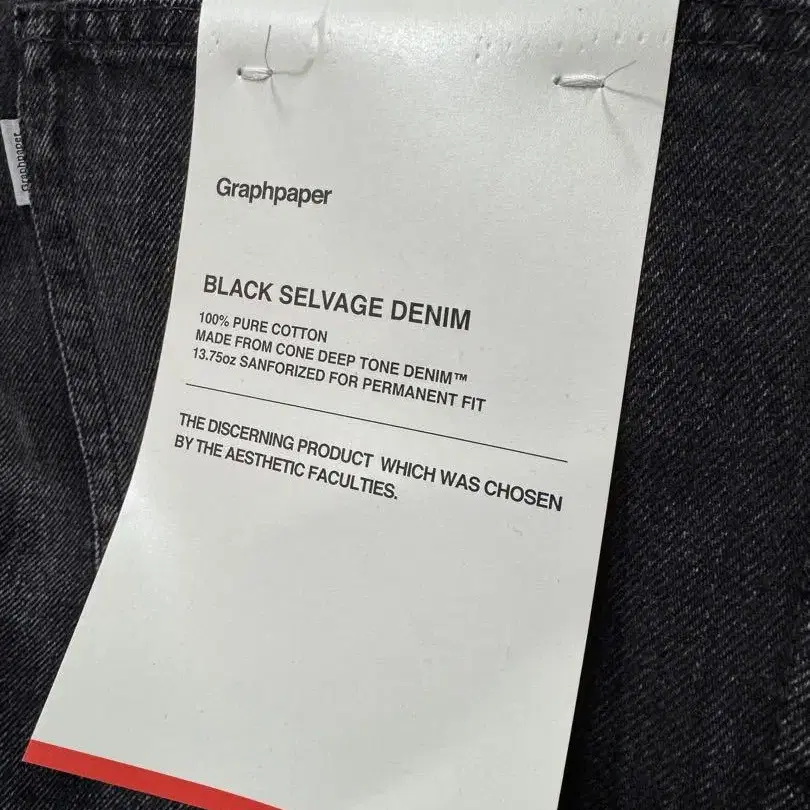 Graphpaper
Graphpaper
BLACK SELVAGE DENIM
100% PURE COTTON
MADE FROM CONE DEEP TONE DENIM™
13.75oz SANFORIZED FOR PERMANENT FIT
THE DISCERNING PRODUCT WHICH WAS CHOSEN
BY THE AESTHETIC FACULTIES.